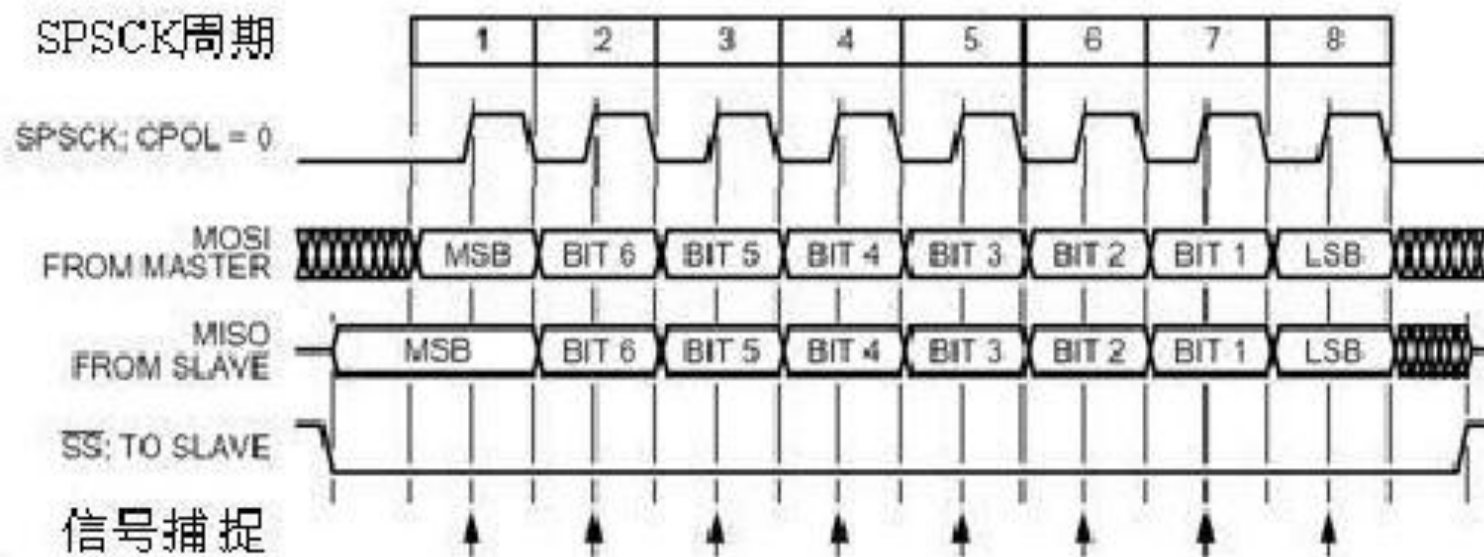 SPSCK周期
1 2 3 4 5 6 7 8
SPSCK; CPOL = 0
MOSI
FROM MASTER
MSB BIT 6 BIT 5 BIT 4 BIT 3 BIT 2 BIT 1 LSB
MISO
FROM SLAVE
MSB BIT 6 BIT 5 BIT 4 BIT 3 BIT 2 BIT 1 LSB
SS; TO SLAVE
信号捕捉